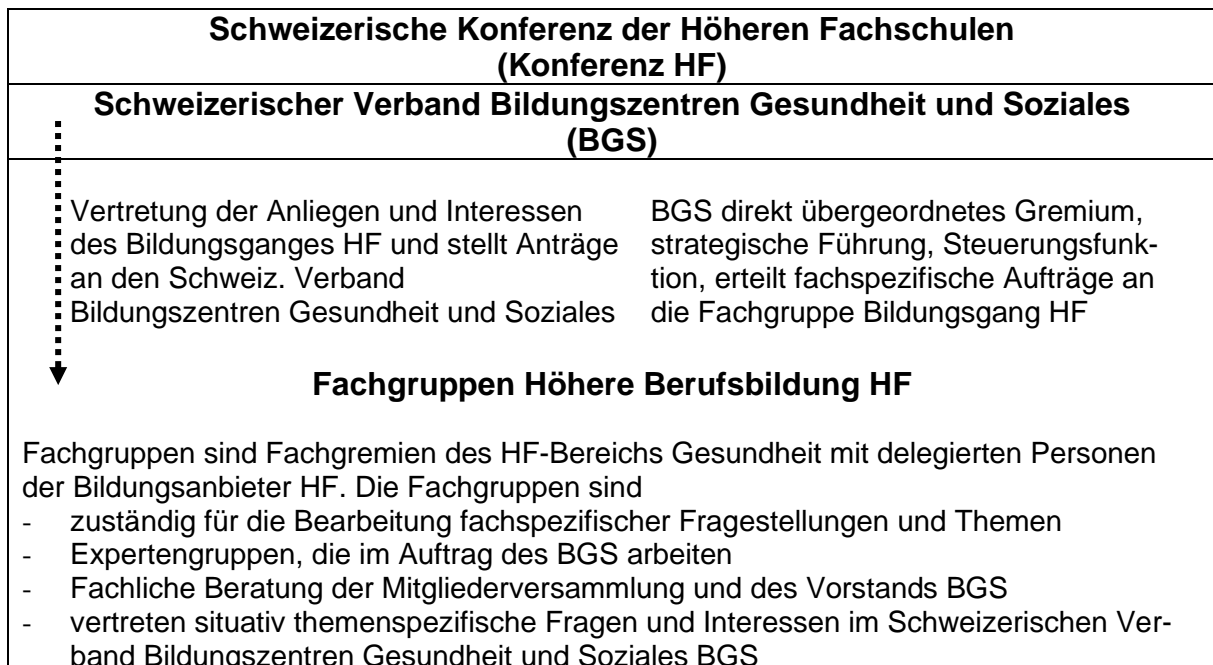 Schweizerische Konferenz der Höheren Fachschulen
(Konferenz HF)
Schweizerischer Verband Bildungszentren Gesundheit und Soziales
(BGS)
Vertretung der Anliegen und Interessen
des Bildungsganges HF und stellt Anträge
an den Schweiz. Verband
Bildungszentren Gesundheit und Soziales
BGS direkt übergeordnetes Gremium,
strategische Führung, Steuerungsfunk-
tion, erteilt fachspezifische Aufträge an
die Fachgruppe Bildungsgang HF
Fachgruppen Höhere Berufsbildung HF
Fachgruppen sind Fachgremien des HF-Bereichs Gesundheit mit delegierten Personen
der Bildungsanbieter HF. Die Fachgruppen sind
- zuständig für die Bearbeitung fachspezifischer Fragestellungen und Themen
- Expertengruppen, die im Auftrag des BGS arbeiten
- Fachliche Beratung der Mitgliederversammlung und des Vorstands BGS
- vertreten situativ themenspezifische Fragen und Interessen im Schweizerischen Ver-
band Bildungszentren Gesundheit und Soziales BGS